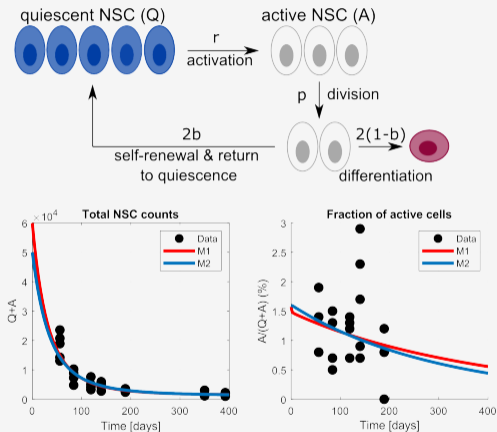 quiescent NSC (Q)
active NSC (A)
r
activation
p
division
2b
2(1-b)
self-renewal & return
to quiescence
differentiation
× 10⁴
Total NSC counts
6
5
4
3
2
1
0
Q+A
Data
M1
M2
0
100
200
300
400
Time [days]
Fraction of active cells
3
2.5
2
1.5
1
0.5
0
A/(Q+A) (%)
Data
M1
M2
0
100
200
300
400
Time [days]